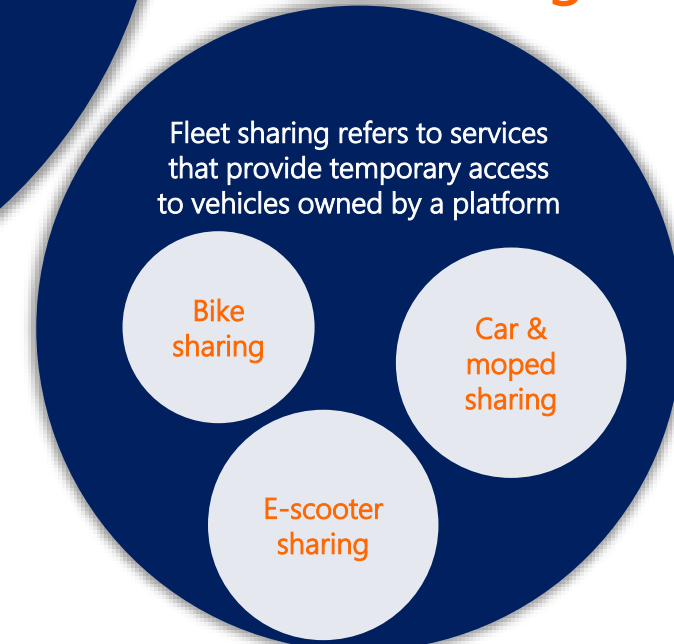 Fleet sharing refers to services
that provide temporary access
to vehicles owned by a platform
Bike
sharing
Car &
moped
sharing
E-scooter
sharing